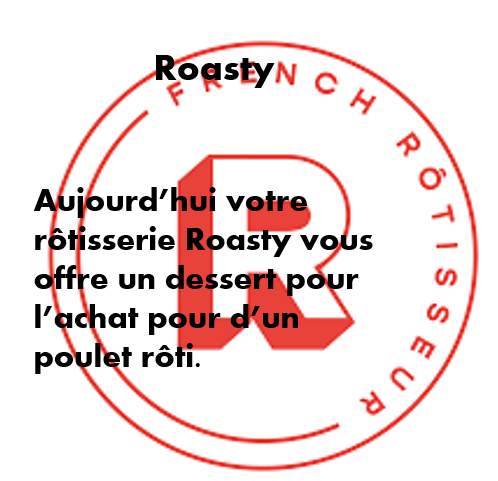 Roasty
FRENCH RÔTISSEUR
R
Aujourd’hui votre
rôtisserie Roasty vous
offre un dessert pour
l’achat pour d’un
poulet rôti.